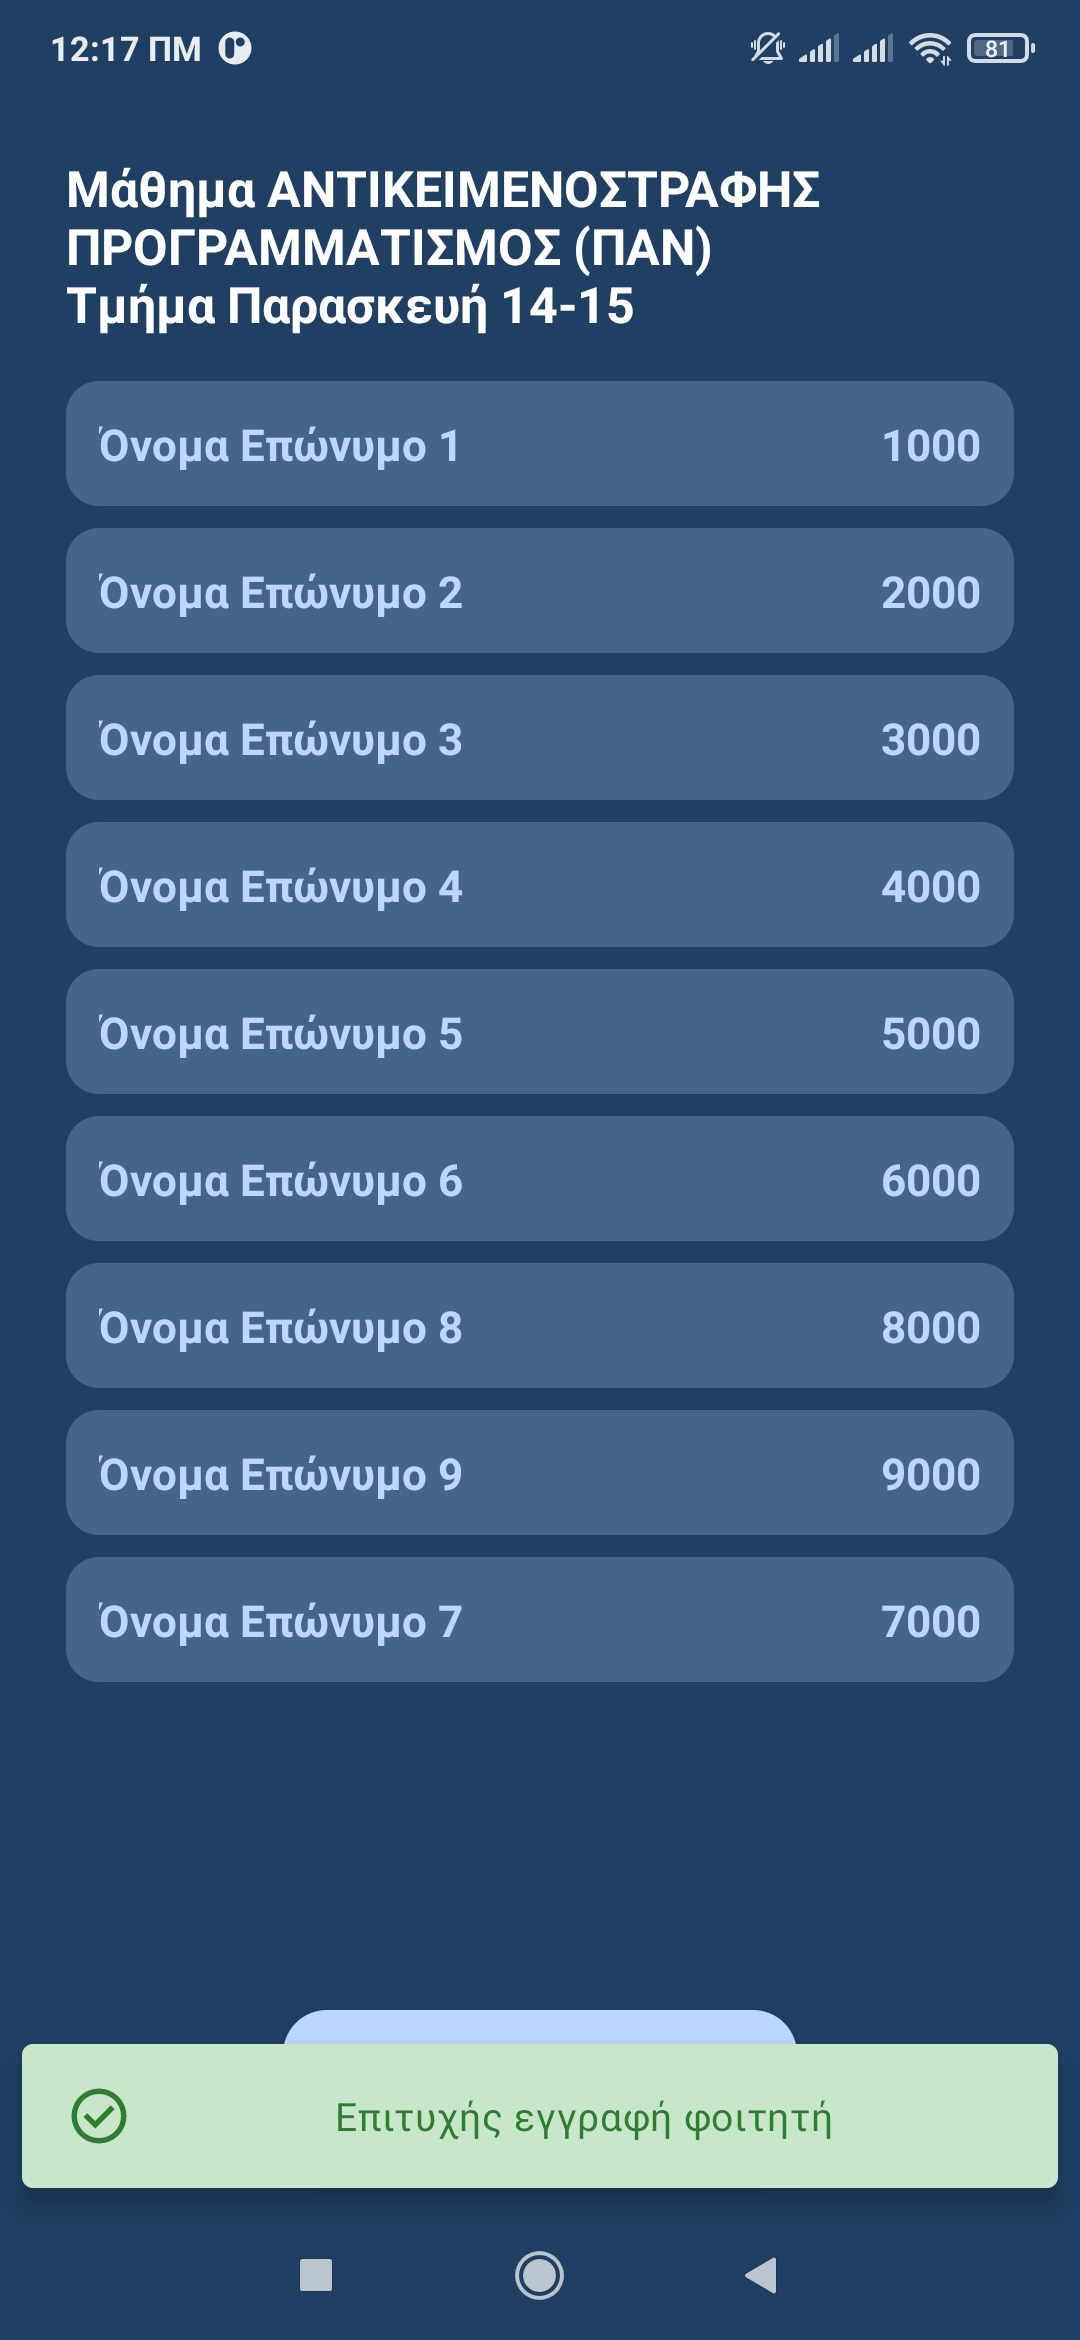 12:17 ΠΜ
81
Μάθημα ΑΝΤΙΚΕΙΜΕΝΟΣΤΡΑΦΗΣ
ΠΡΟΓΡΑΜΜΑΤΙΣΜΟΣ (ΠΑΝ)
Τμήμα Παρασκευή 14-15
Όνομα Επώνυμο 1 1000
Όνομα Επώνυμο 2 2000
Όνομα Επώνυμο 3 3000
Όνομα Επώνυμο 4 4000
Όνομα Επώνυμο 5 5000
Όνομα Επώνυμο 6 6000
Όνομα Επώνυμο 8 8000
Όνομα Επώνυμο 9 9000
Όνομα Επώνυμο 7 7000
Επιτυχής εγγραφή φοιτητή